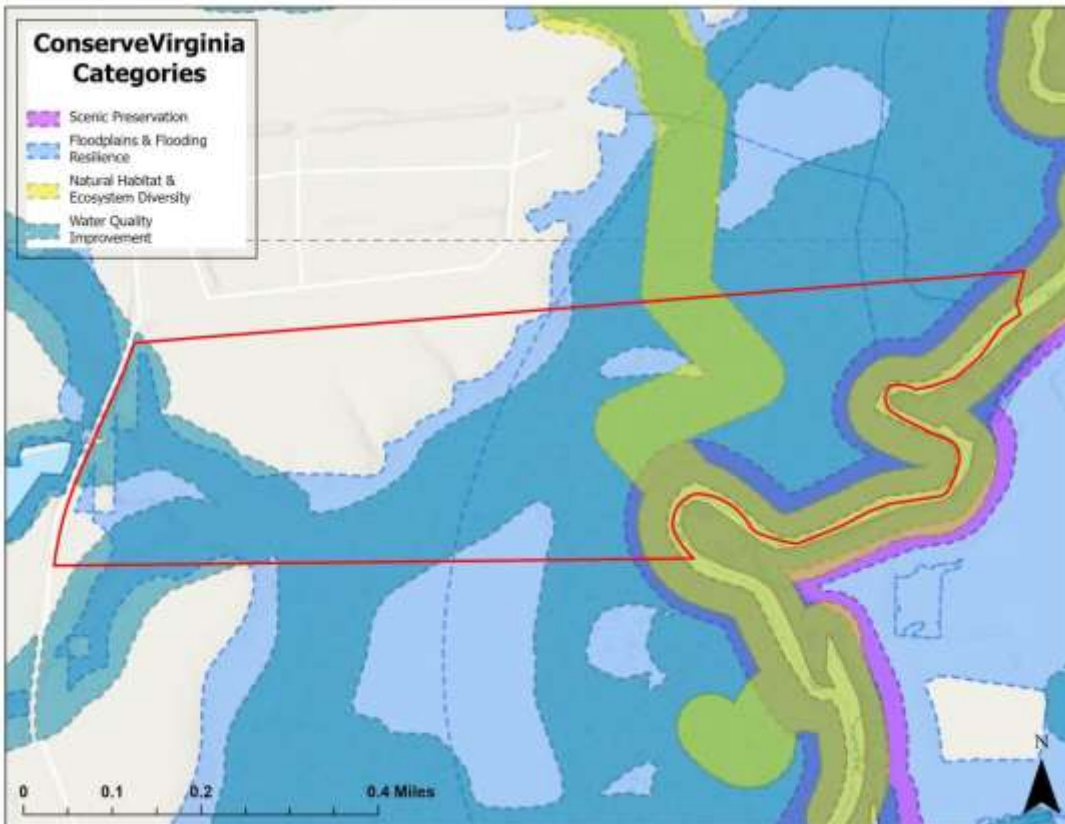 ConserveVirginia
Categories
Scenic Preservation
Floodplains & Flooding
Resilience
Natural Habitat &
Ecosystem Diversity
Water Quality
Improvement
0 0.1 0.2 0.4 Miles
N